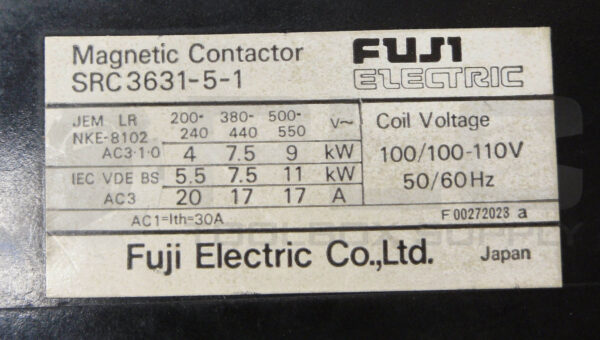 Magnetic Contactor
SRC3631-5-1
FUJI
ELECTRIC
JEM LR 200- 380- 500- V~
NKE-8102 240 440 550
AC3·1·0 4 7.5 9 kW
IEC VDE BS 5.5 7.5 11 kW
AC3 20 17 17 A
AC1=Ith=30A
Coil Voltage
100/100-110V
50/60Hz
F00272023 a
Fuji Electric Co.,Ltd. Japan